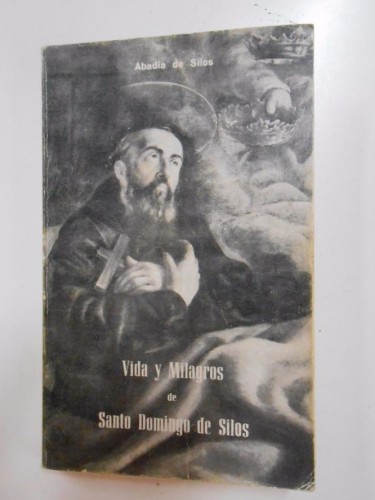 Abadía de Silos
Vida y Milagros
de
Santo Domingo de Silos